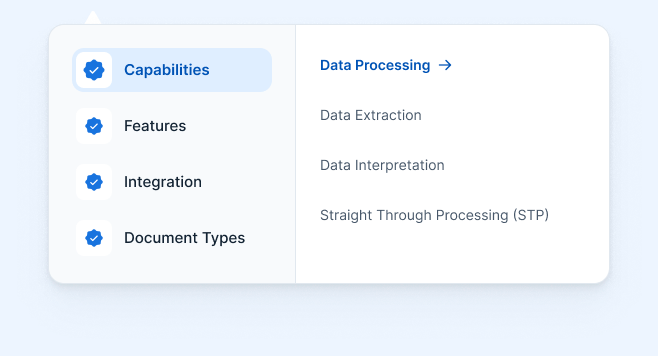 Capabilities
Features
Integration
Document Types
Data Processing →
Data Extraction
Data Interpretation
Straight Through Processing (STP)